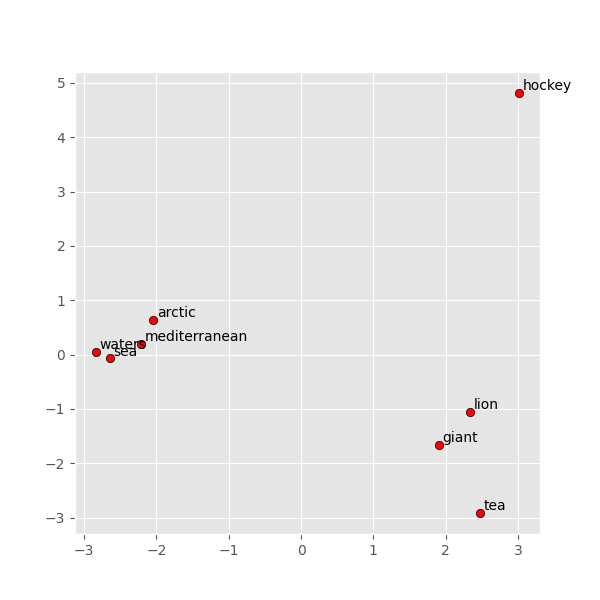 hockey
arctic
mediterranean
waters
sea
lion
giant
tea
5
4
3
2
1
0
−1
−2
−3
−3
−2
−1
0
1
2
3